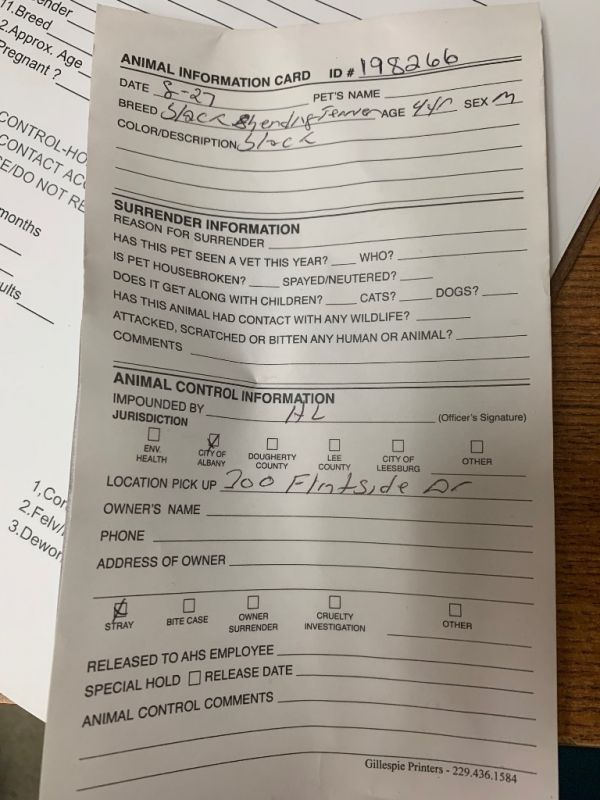 ender
11. Breed
2. Approx. Age
Pregnant ?
CONTROL-HO
CONTACT AC
E/DO NOT RE
months
ults
1, Cor
2. Felv/
3. Dewor
ANIMAL INFORMATION CARD ID # 198266
DATE 8-27 PET'S NAME
BREED black AGE 4yr SEX M
COLOR/DESCRIPTION black
SURRENDER INFORMATION
REASON FOR SURRENDER
HAS THIS PET SEEN A VET THIS YEAR? WHO?
IS PET HOUSEBROKEN? SPAYED/NEUTERED?
DOES IT GET ALONG WITH CHILDREN? CATS? DOGS?
HAS THIS ANIMAL HAD CONTACT WITH ANY WILDLIFE?
ATTACKED, SCRATCHED OR BITTEN ANY HUMAN OR ANIMAL?
COMMENTS
ANIMAL CONTROL INFORMATION
IMPOUNDED BY AL (Officer's Signature)
JURISDICTION
ENV. HEALTH CITY OF ALBANY DOUGHERTY COUNTY LEE COUNTY CITY OF LEESBURG OTHER
LOCATION PICK UP 200 Flintside Dr
OWNER'S NAME
PHONE
ADDRESS OF OWNER
STRAY BITE CASE OWNER SURRENDER CRUELTY INVESTIGATION OTHER
RELEASED TO AHS EMPLOYEE
SPECIAL HOLD RELEASE DATE
ANIMAL CONTROL COMMENTS
Gillespie Printers - 229.436.1584